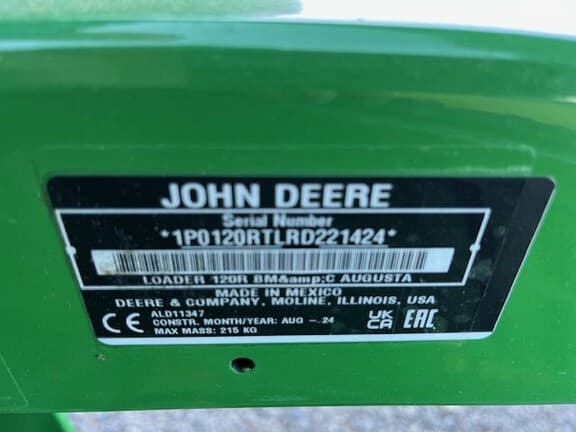 JOHN DEERE
Serial Number
*1P0120RTLRD221424*
LOADER 120R BM&amp;C AUGUSTA
MADE IN MEXICO
DEERE & COMPANY, MOLINE, ILLINOIS, USA
ALD11347
CONSTR. MONTH/YEAR: AUG - 24
MAX MASS: 215 KG
CE
UK
CA
EAC